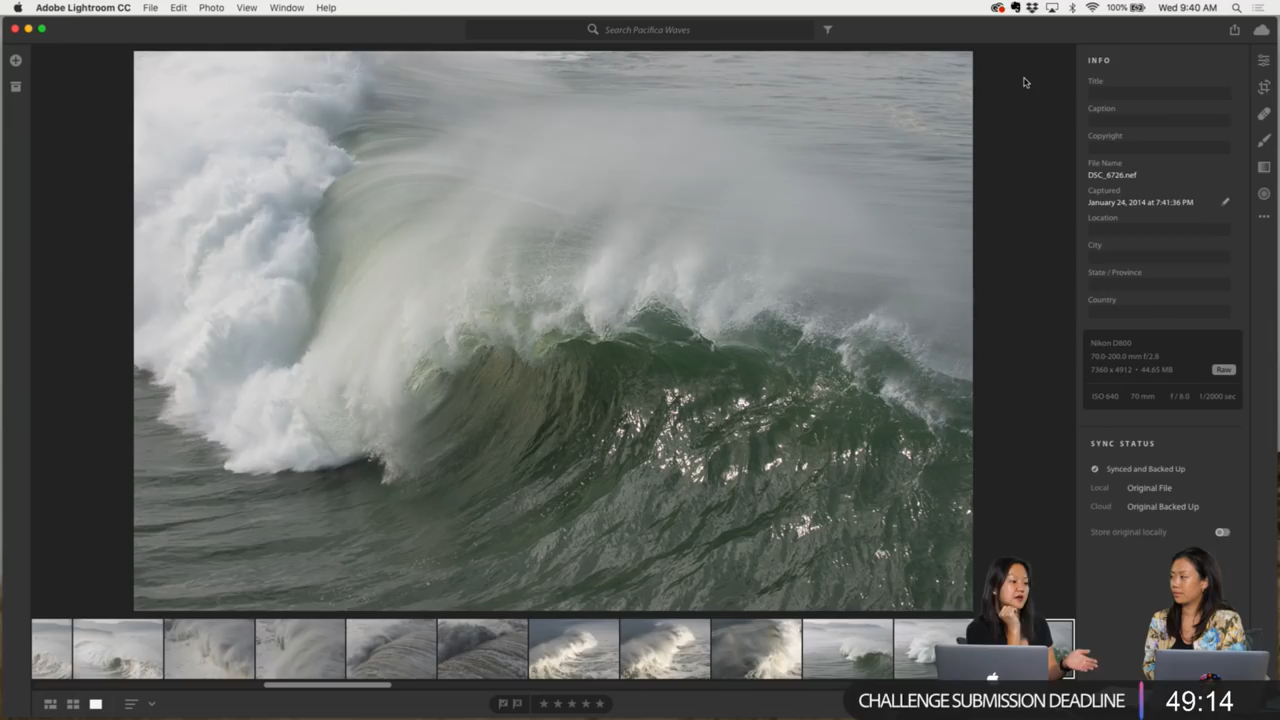 Adobe Lightroom CC File Edit Photo View Window Help
100% Wed 9:40 AM
Search Pacifica Waves
INFO
Title
Caption
Copyright
File Name
DSC_6726.nef
Captured
January 24, 2014 at 7:41:36 PM
Location
City
State / Province
Country
Nikon D800
70.0-200.0 mm f/2.8
7360 x 4912 • 44.65 MB Raw
ISO 640 70 mm f / 8.0 1/2000 sec
SYNC STATUS
Synced and Backed Up
Local Original File
Cloud Original Backed Up
Store original locally
CHALLENGE SUBMISSION DEADLINE 49:14